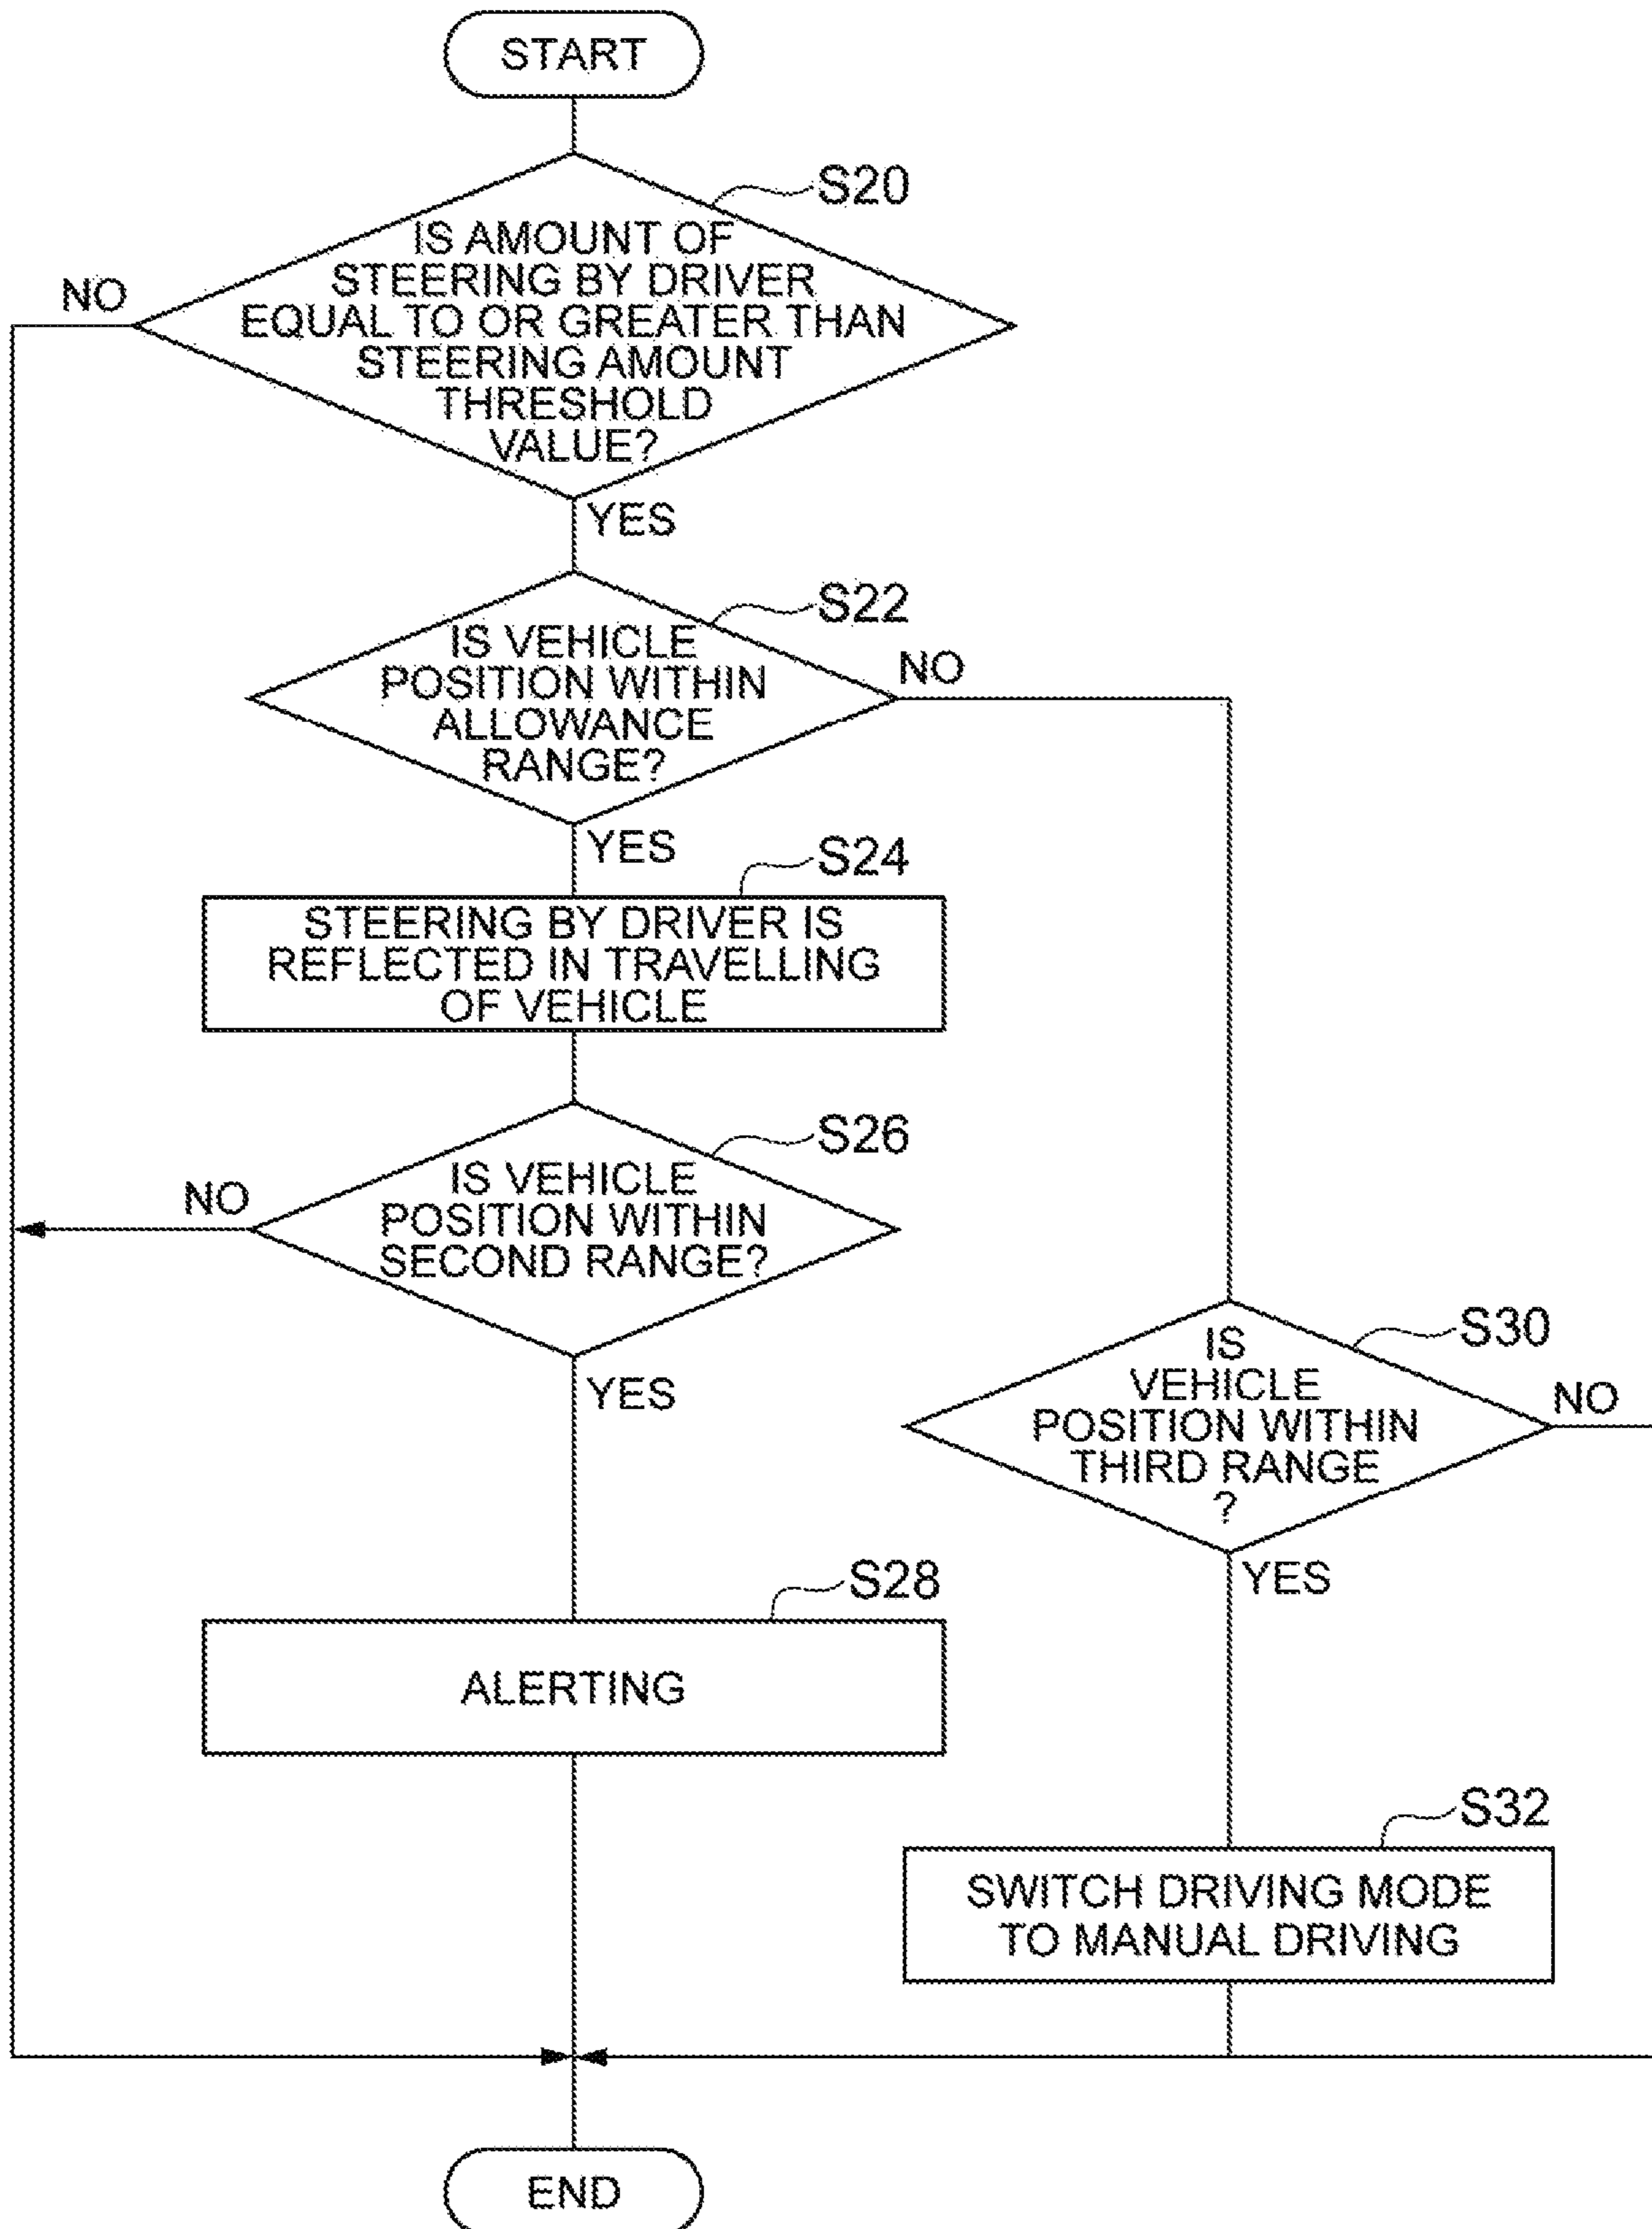 START
S20
IS AMOUNT OF
STEERING BY DRIVER
EQUAL TO OR GREATER THAN
STEERING AMOUNT
THRESHOLD
VALUE?
NO
YES
S22
IS VEHICLE
POSITION WITHIN
ALLOWANCE
RANGE?
NO
YES
S24
STEERING BY DRIVER IS
REFLECTED IN TRAVELLING
OF VEHICLE
S26
IS VEHICLE
POSITION WITHIN
SECOND RANGE?
NO
YES
S30
IS
VEHICLE
POSITION WITHIN
THIRD RANGE
?
NO
YES
S28
ALERTING
S32
SWITCH DRIVING MODE
TO MANUAL DRIVING
END